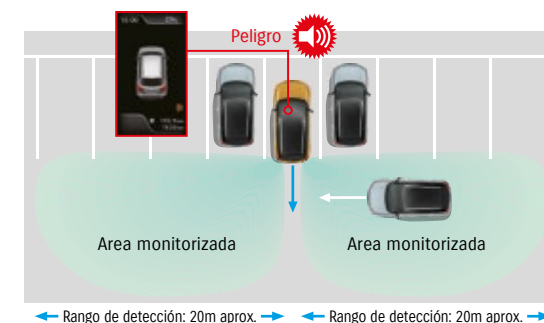 Peligro
Area monitorizada
Area monitorizada
Rango de detección: 20m aprox.
Rango de detección: 20m aprox.